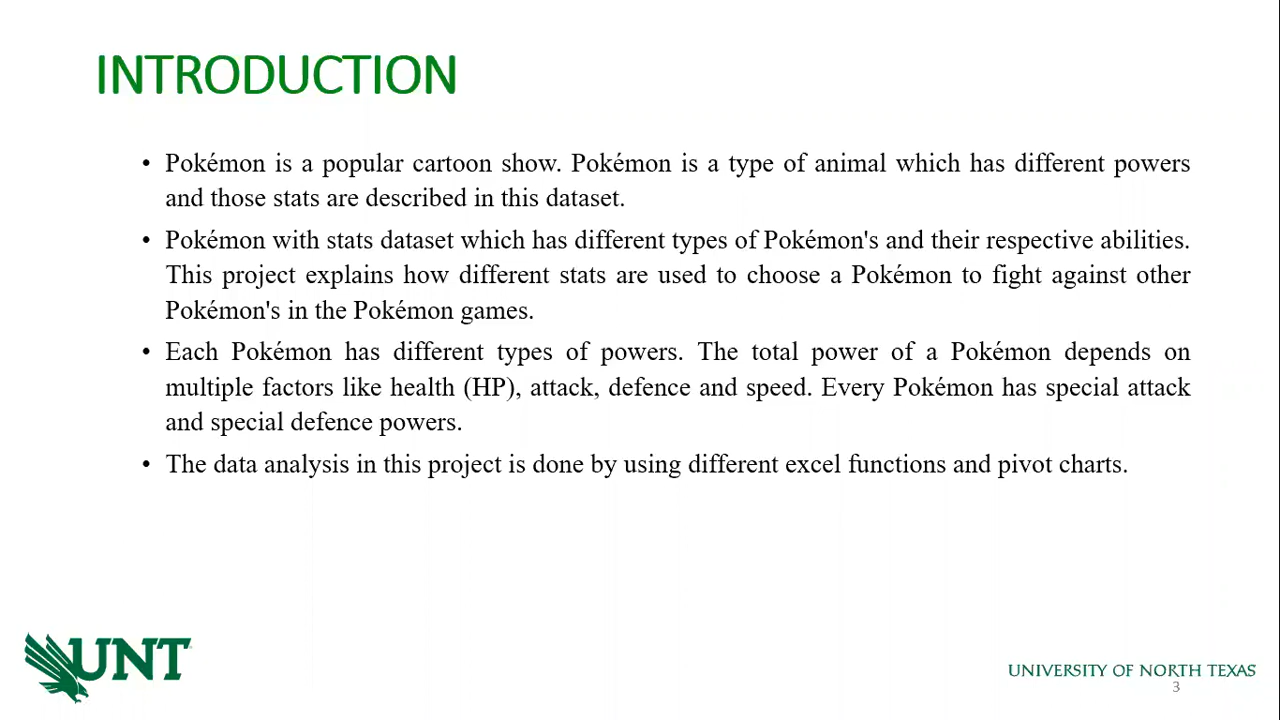 INTRODUCTION
• Pokémon is a popular cartoon show. Pokémon is a type of animal which has different powers
and those stats are described in this dataset.
• Pokémon with stats dataset which has different types of Pokémon's and their respective abilities.
This project explains how different stats are used to choose a Pokémon to fight against other
Pokémon's in the Pokémon games.
• Each Pokémon has different types of powers. The total power of a Pokémon depends on
multiple factors like health (HP), attack, defence and speed. Every Pokémon has special attack
and special defence powers.
• The data analysis in this project is done by using different excel functions and pivot charts.
UNT
UNIVERSITY OF NORTH TEXAS
3